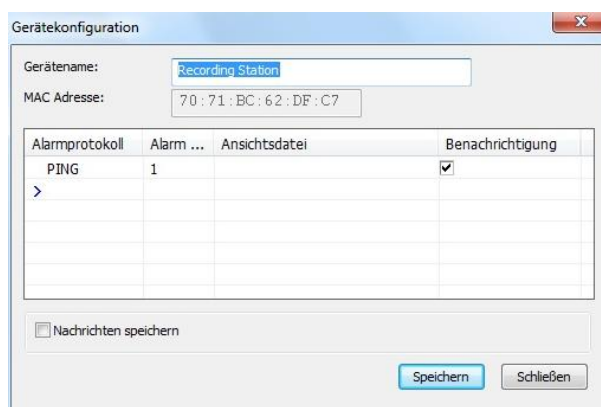 Gerätekonfiguration
Gerätename: Recording Station
MAC Adresse: 70:71:BC:62:DF:C7
Alarmprotokoll Alarm ... Ansichtsdatei Benachrichtigung
PING 1
>
Nachrichten speichern
Speichern Schließen